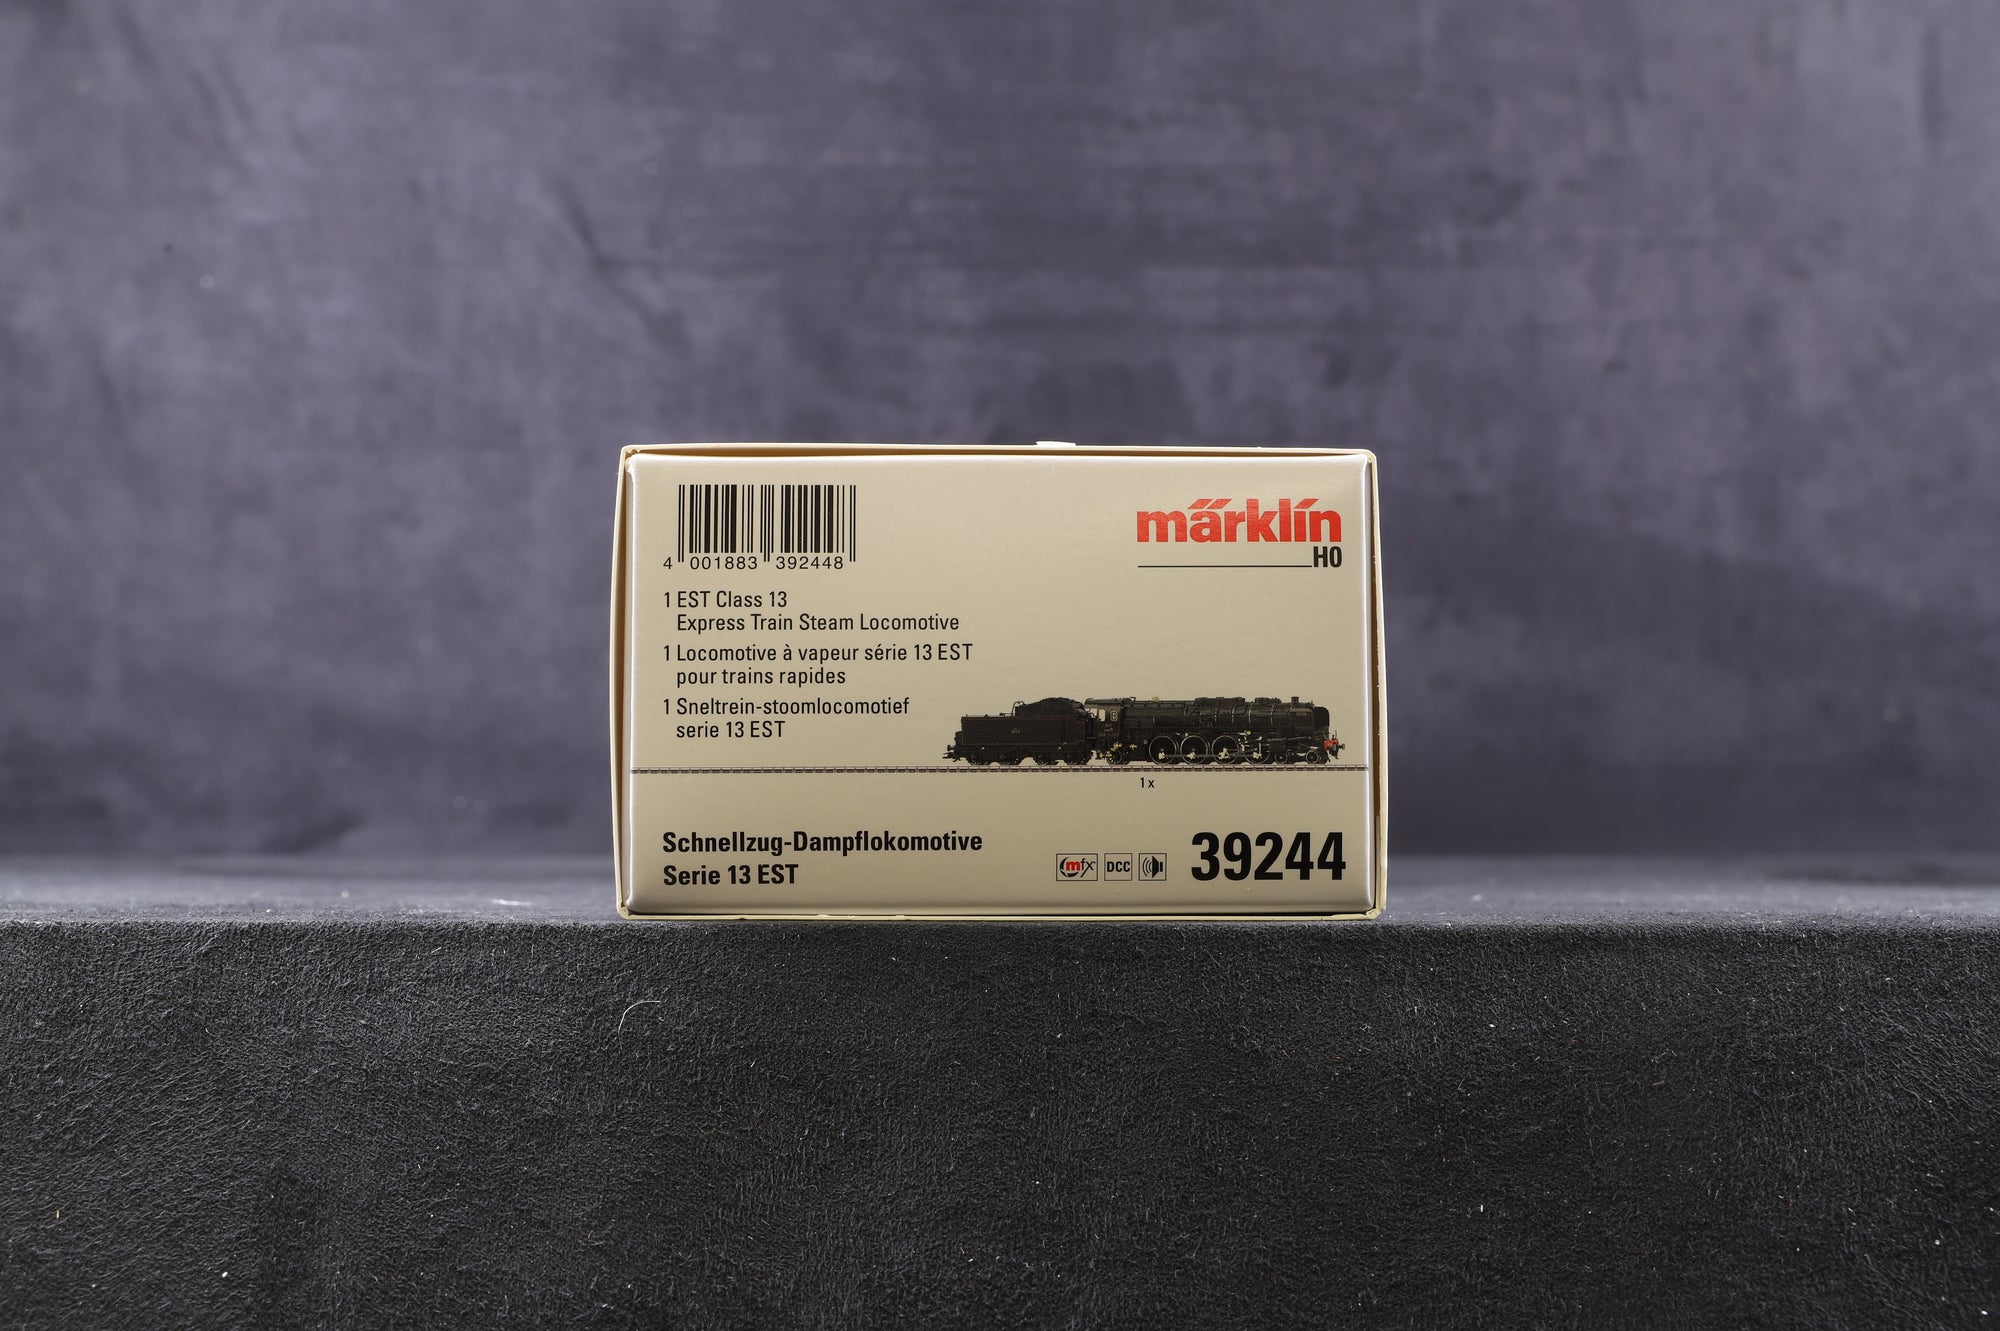 4 001883 392448
märklin
H0
1 EST Class 13
Express Train Steam Locomotive
1 Locomotive à vapeur série 13 EST
pour trains rapides
1 Sneltrein-stoomlocomotief
serie 13 EST
1 x
Schnellzug-Dampflokomotive
Serie 13 EST
mfx DCC
39244